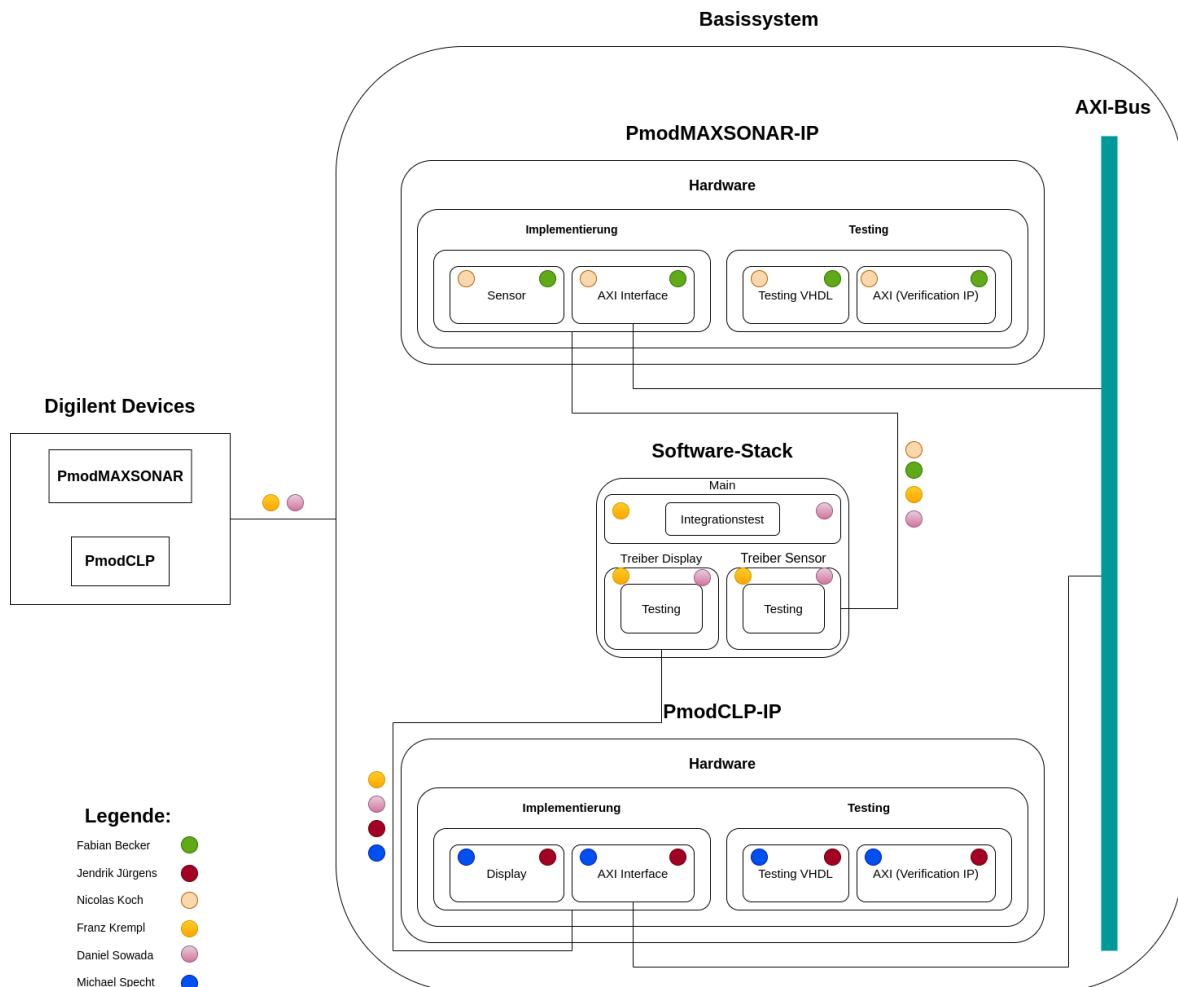 Basissystem
AXI-Bus
PmodMAXSONAR-IP
Hardware
Implementierung
Testing
Sensor
AXI Interface
Testing VHDL
AXI (Verification IP)
Digilent Devices
PmodMAXSONAR
PmodCLP
Software-Stack
Main
Integrationstest
Treiber Display
Treiber Sensor
Testing
Testing
PmodCLP-IP
Hardware
Implementierung
Testing
Display
AXI Interface
Testing VHDL
AXI (Verification IP)
Legende:
Fabian Becker
Jendrik Jürgens
Nicolas Koch
Franz Krempl
Daniel Sowada
Michael Specht